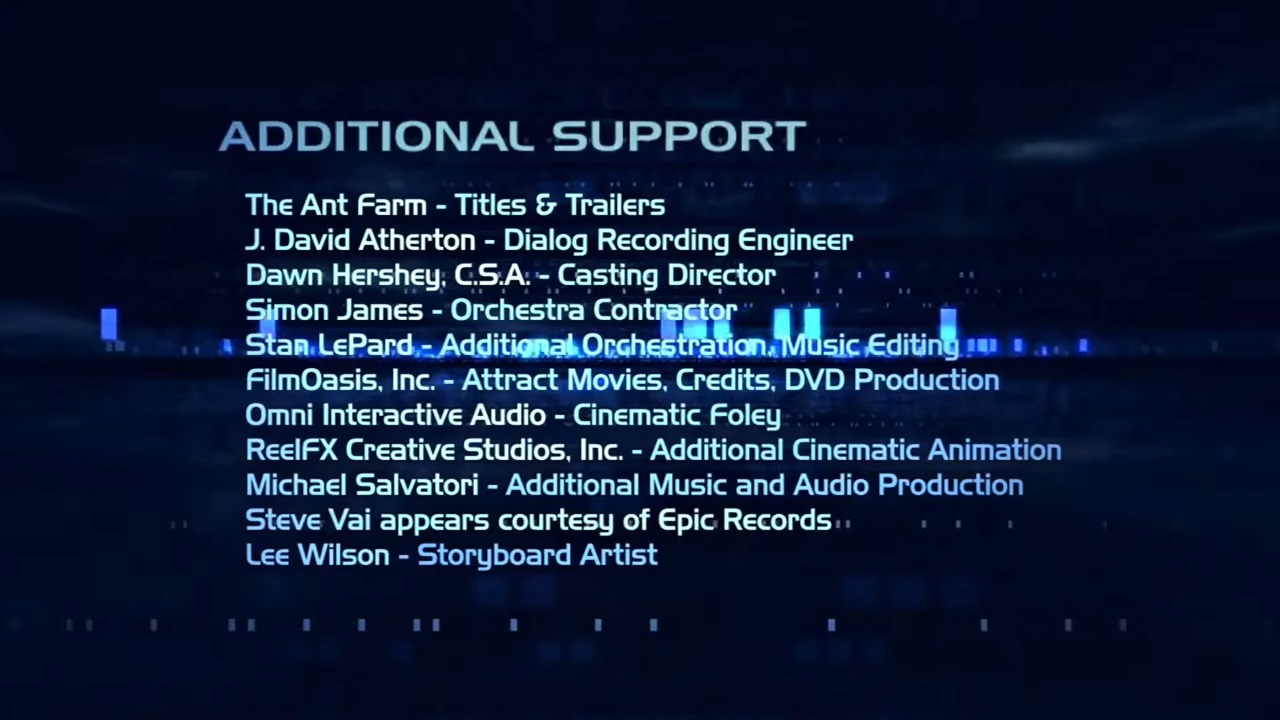 ADDITIONAL SUPPORT
The Ant Farm - Titles & Trailers
J. David Atherton - Dialog Recording Engineer
Dawn Hershey, C.S.A. - Casting Director
Simon James - Orchestra Contractor
Stan LePard - Additional Orchestration, Music Editing
FilmOasis, Inc. - Attract Movies, Credits, DVD Production
Omni Interactive Audio - Cinematic Foley
ReelFX Creative Studios, Inc. - Additional Cinematic Animation
Michael Salvatori - Additional Music and Audio Production
Steve Vai appears courtesy of Epic Records
Lee Wilson - Storyboard Artist